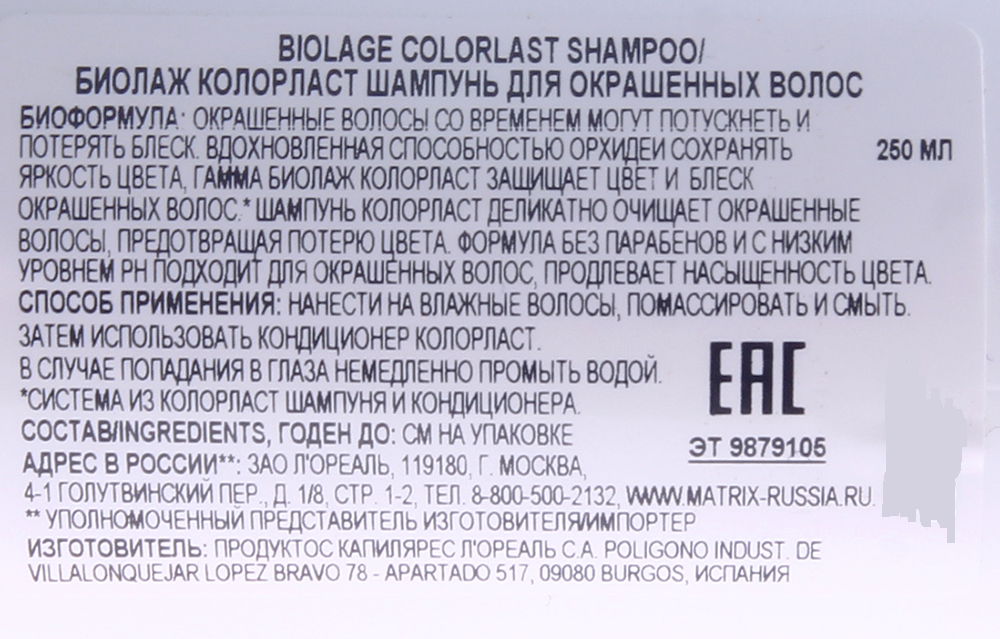 BIOLAGE COLORLAST SHAMPOO/
БИОЛАЖ КОЛОРЛАСТ ШАМПУНЬ ДЛЯ ОКРАШЕННЫХ ВОЛОС
БИОФОРМУЛА: ОКРАШЕННЫЕ ВОЛОСЫ СО ВРЕМЕНЕМ МОГУТ ПОТУСКНЕТЬ И
ПОТЕРЯТЬ БЛЕСК. ВДОХНОВЛЕННАЯ СПОСОБНОСТЬЮ ОРХИДЕИ СОХРАНЯТЬ
250 МЛ
ЯРКОСТЬ ЦВЕТА, ГАММА БИОЛАЖ КОЛОРЛАСТ ЗАЩИЩАЕТ ЦВЕТ И БЛЕСК
ОКРАШЕННЫХ ВОЛОС.* ШАМПУНЬ КОЛОРЛАСТ ДЕЛИКАТНО ОЧИЩАЕТ ОКРАШЕННЫЕ
ВОЛОСЫ, ПРЕДОТВРАЩАЯ ПОТЕРЮ ЦВЕТА. ФОРМУЛА БЕЗ ПАРАБЕНОВ И С НИЗКИМ
УРОВНЕМ PH ПОДХОДИТ ДЛЯ ОКРАШЕННЫХ ВОЛОС, ПРОДЛЕВАЕТ НАСЫЩЕННОСТЬ ЦВЕТА.
СПОСОБ ПРИМЕНЕНИЯ: НАНЕСТИ НА ВЛАЖНЫЕ ВОЛОСЫ, ПОМАССИРОВАТЬ И СМЫТЬ.
ЗАТЕМ ИСПОЛЬЗОВАТЬ КОНДИЦИОНЕР КОЛОРЛАСТ.
В СЛУЧАЕ ПОПАДАНИЯ В ГЛАЗА НЕМЕДЛЕННО ПРОМЫТЬ ВОДОЙ.
*СИСТЕМА ИЗ КОЛОРЛАСТ ШАМПУНЯ И КОНДИЦИОНЕРА.
EAC
СОСТАВ/INGREDIENTS, ГОДЕН ДО: СМ НА УПАКОВКЕ
ЭТ 9879105
АДРЕС В РОССИИ**: ЗАО Л'ОРЕАЛЬ, 119180, Г. МОСКВА,
4-1 ГОЛУТВИНСКИЙ ПЕР., Д. 1/8, СТР. 1-2, ТЕЛ. 8-800-500-2132, WWW.MATRIX-RUSSIA.RU.
** УПОЛНОМОЧЕННЫЙ ПРЕДСТАВИТЕЛЬ ИЗГОТОВИТЕЛЯ/ИМПОРТЕР
ИЗГОТОВИТЕЛЬ: ПРОДУКТОС КАПИЛЯРЕС Л'ОРЕАЛЬ С.А. POLIGONO INDUST. DE
VILLALONQUEJAR LOPEZ BRAVO 78 - APARTADO 517, 09080 BURGOS, ИСПАНИЯ